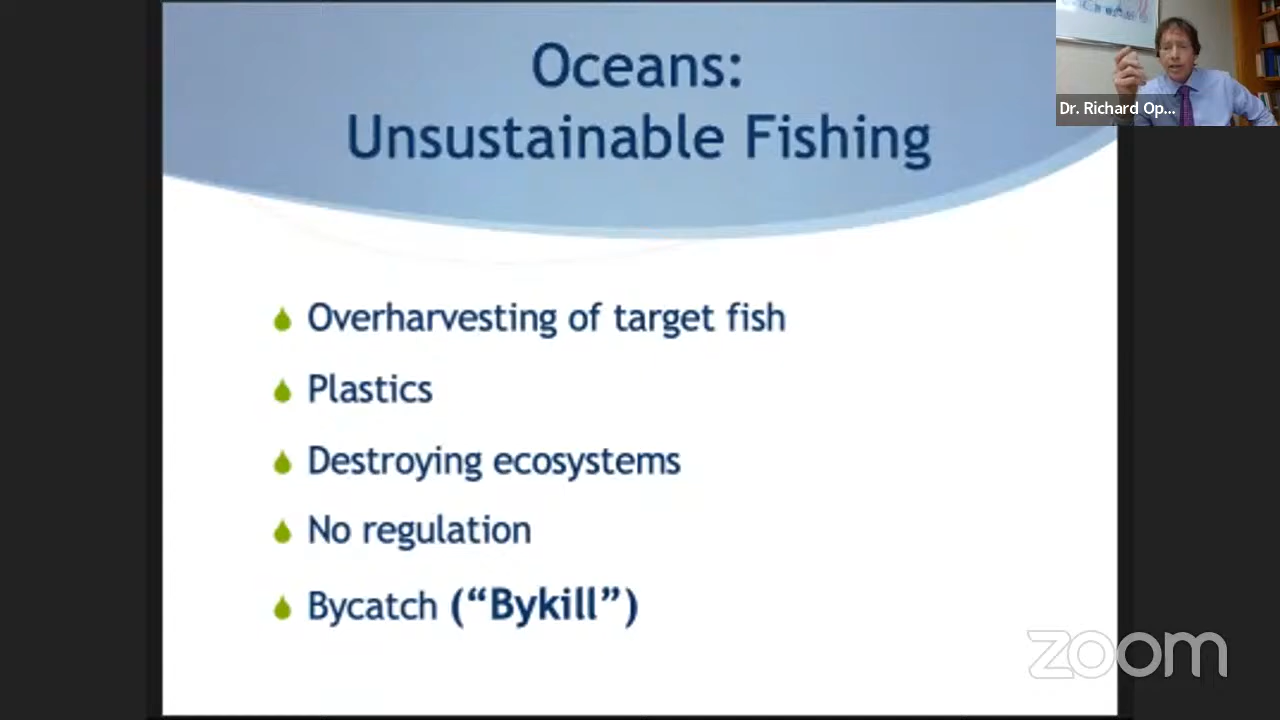 Oceans:
Unsustainable Fishing
Dr. Richard Op...
Overharvesting of target fish
Plastics
Destroying ecosystems
No regulation
Bycatch (“Bykill”)
zoom